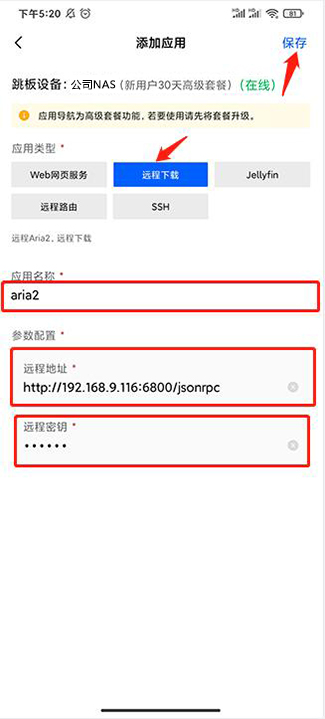 下午5:20
81
添加应用
保存
跳板设备：公司NAS（新用户30天高级套餐）（在线）
应用导航为高级套餐功能，若要使用请先将套餐升级。
应用类型 *
Web网页服务
远程下载
Jellyfin
远程路由
SSH
远程Aria2，远程下载
应用名称 *
aria2
参数配置 *
远程地址 *
http://192.168.9.116:6800/jsonrpc
远程密钥 *
••••••